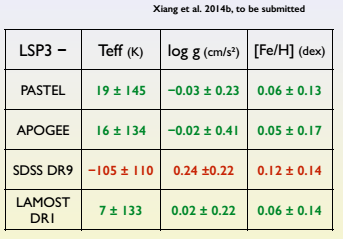 Xiang et al. 2014b, to be submitted
LSP3 − Teff (K) log g (cm/s²) [Fe/H] (dex)
PASTEL 19 ± 145 −0.03 ± 0.23 0.06 ± 0.13
APOGEE 16 ± 134 −0.02 ± 0.41 0.05 ± 0.17
SDSS DR9 −105 ± 110 0.24 ±0.22 0.12 ± 0.14
LAMOST
DR1 7 ± 133 0.02 ± 0.22 0.06 ± 0.14